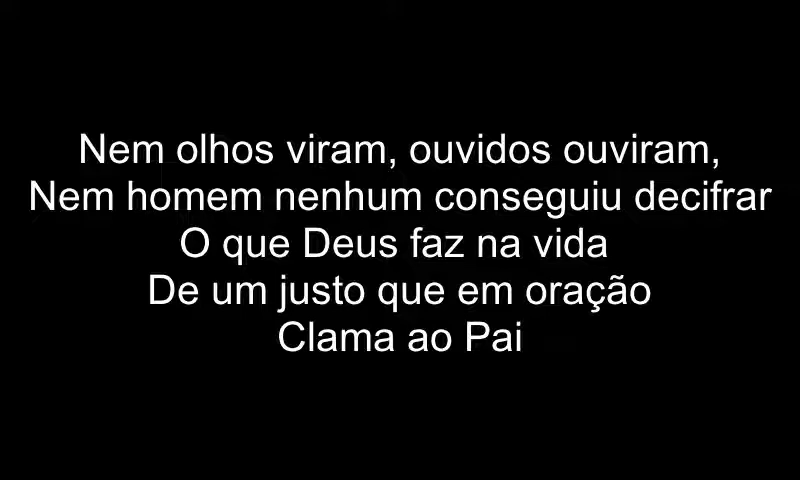 Nem olhos viram, ouvidos ouviram,
Nem homem nenhum conseguiu decifrar
O que Deus faz na vida
De um justo que em oração
Clama ao Pai